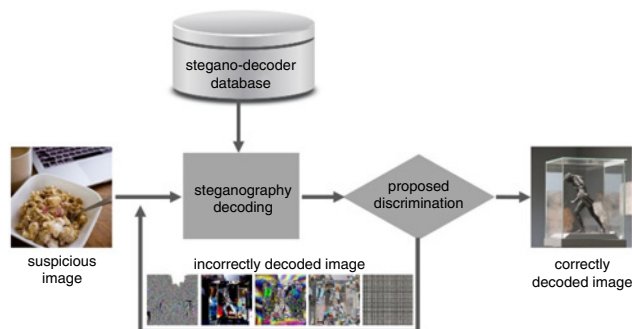 stegano-decoder
database
steganography
decoding
proposed
discrimination
suspicious
image
incorrectly decoded image
correctly
decoded image